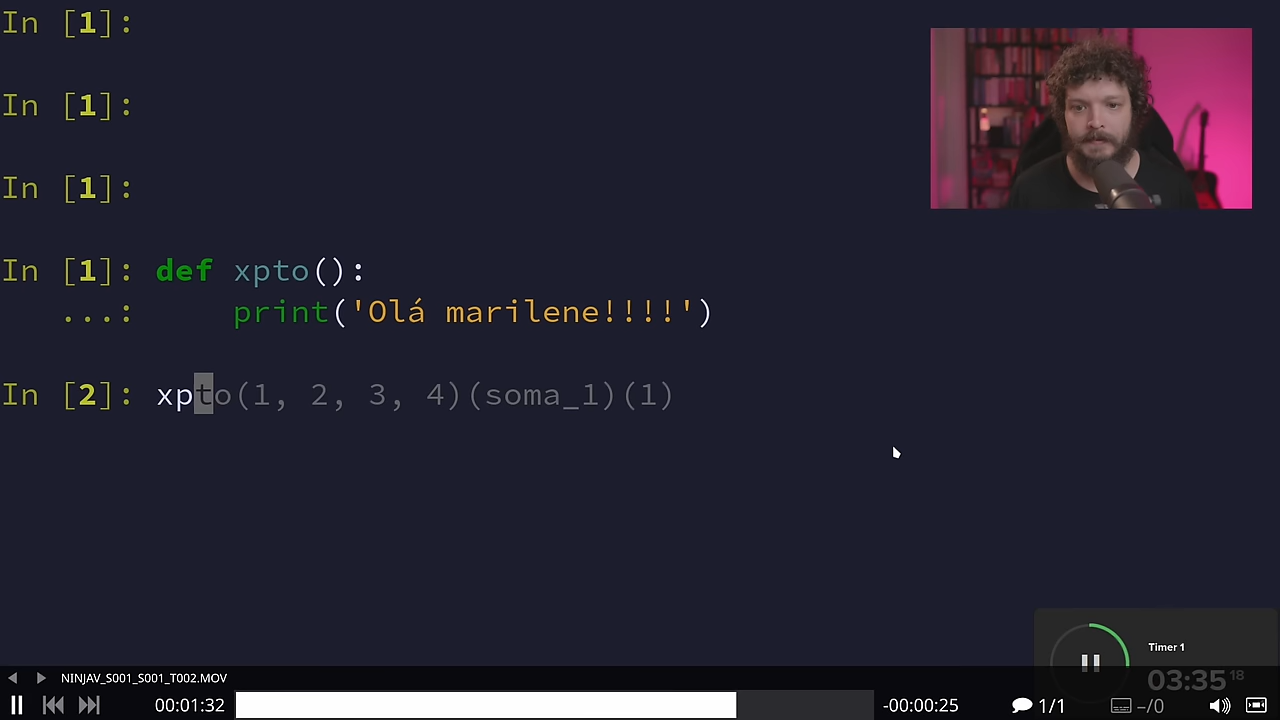 In [1]:
In [1]:
In [1]:
In [1]: def xpto():
...: print('Olá marilene!!!!')
In [2]: xpto(1, 2, 3, 4)(soma_1)(1)
Timer 1
03:35 18
NINJAV_S001_S001_T002.MOV
00:01:32
-00:00:25
1/1
–/0